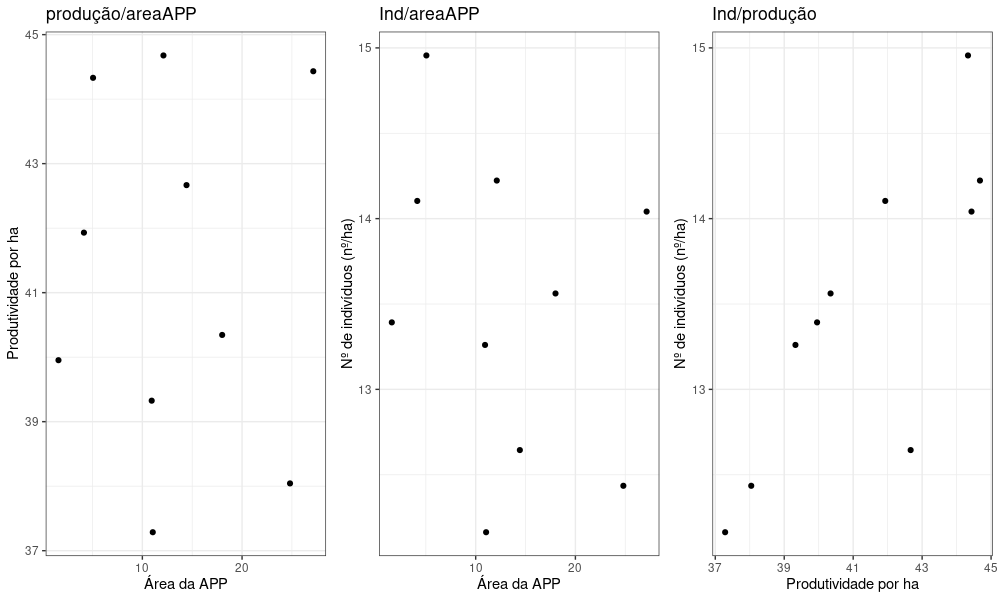 produção/areaAPP
45
43
41
39
37
10
20
Produtividade por ha
Área da APP
Ind/areaAPP
15
14
13
10
20
Nº de indivíduos (nº/ha)
Área da APP
Ind/produção
15
14
13
37
39
41
43
45
Nº de indivíduos (nº/ha)
Produtividade por ha